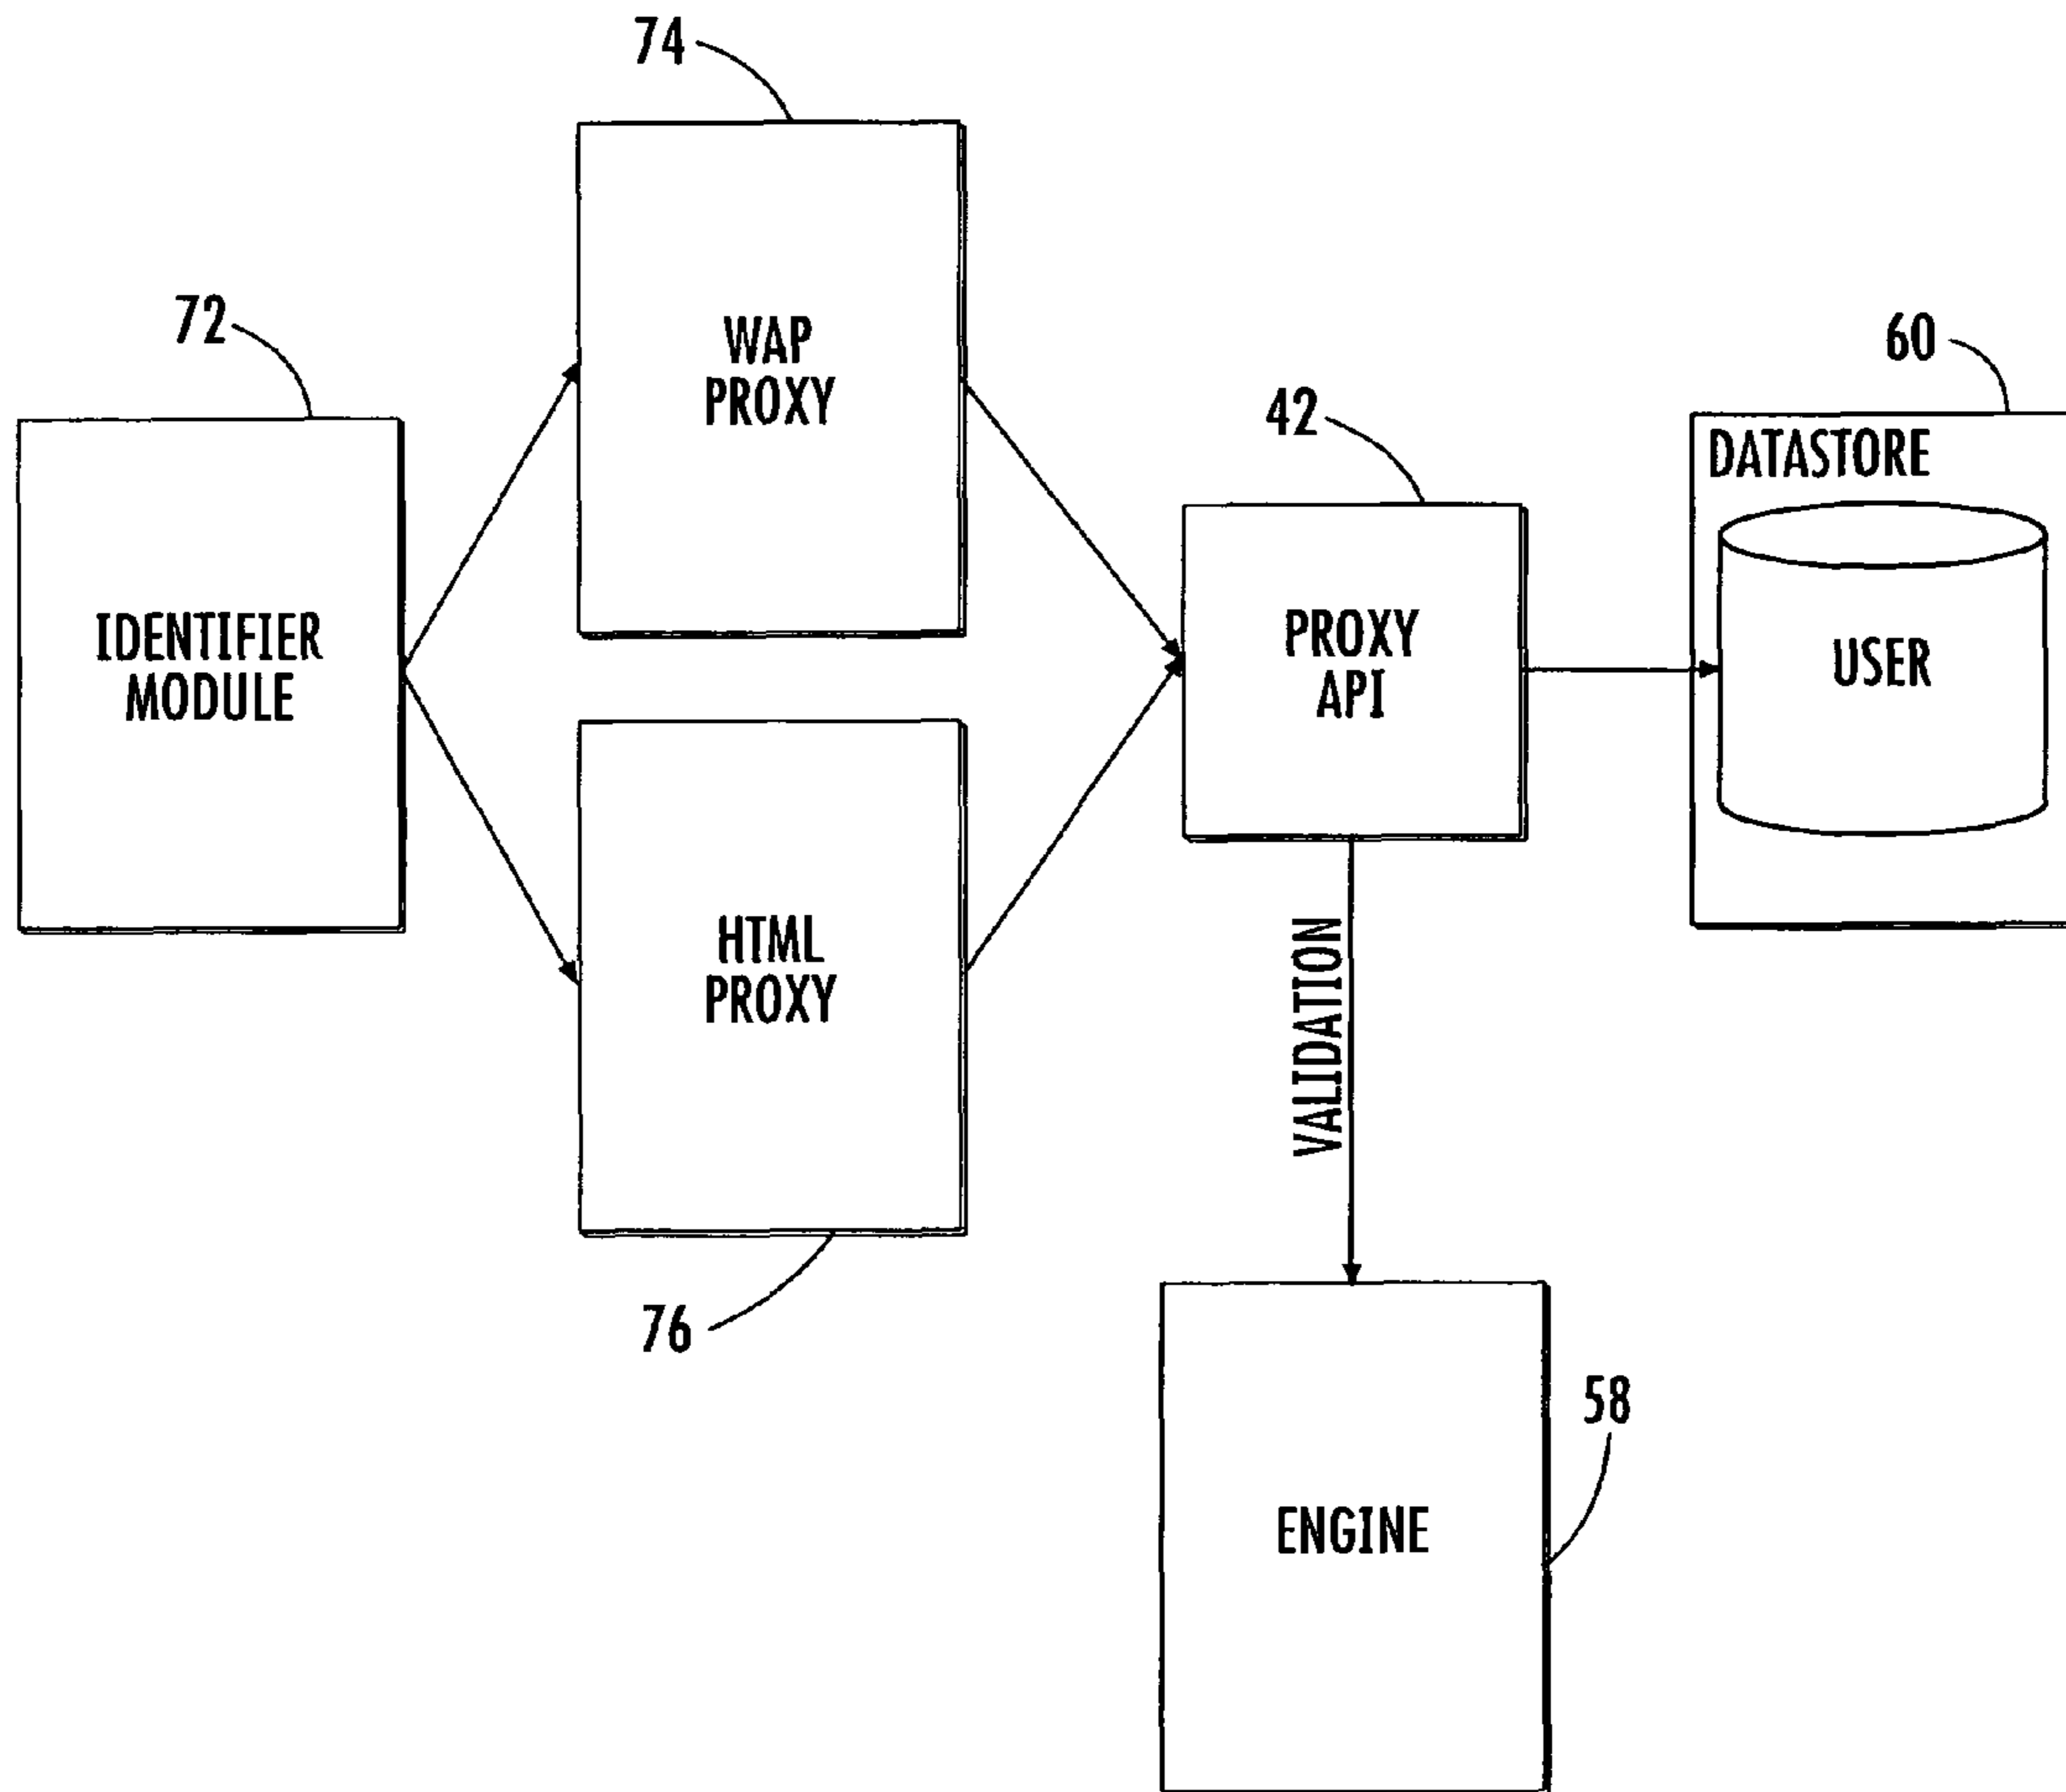 74
WAP
PROXY
72
IDENTIFIER
MODULE
60
DATASTORE
USER
42
PROXY
API
HTML
PROXY
76
VALIDATION
58
ENGINE